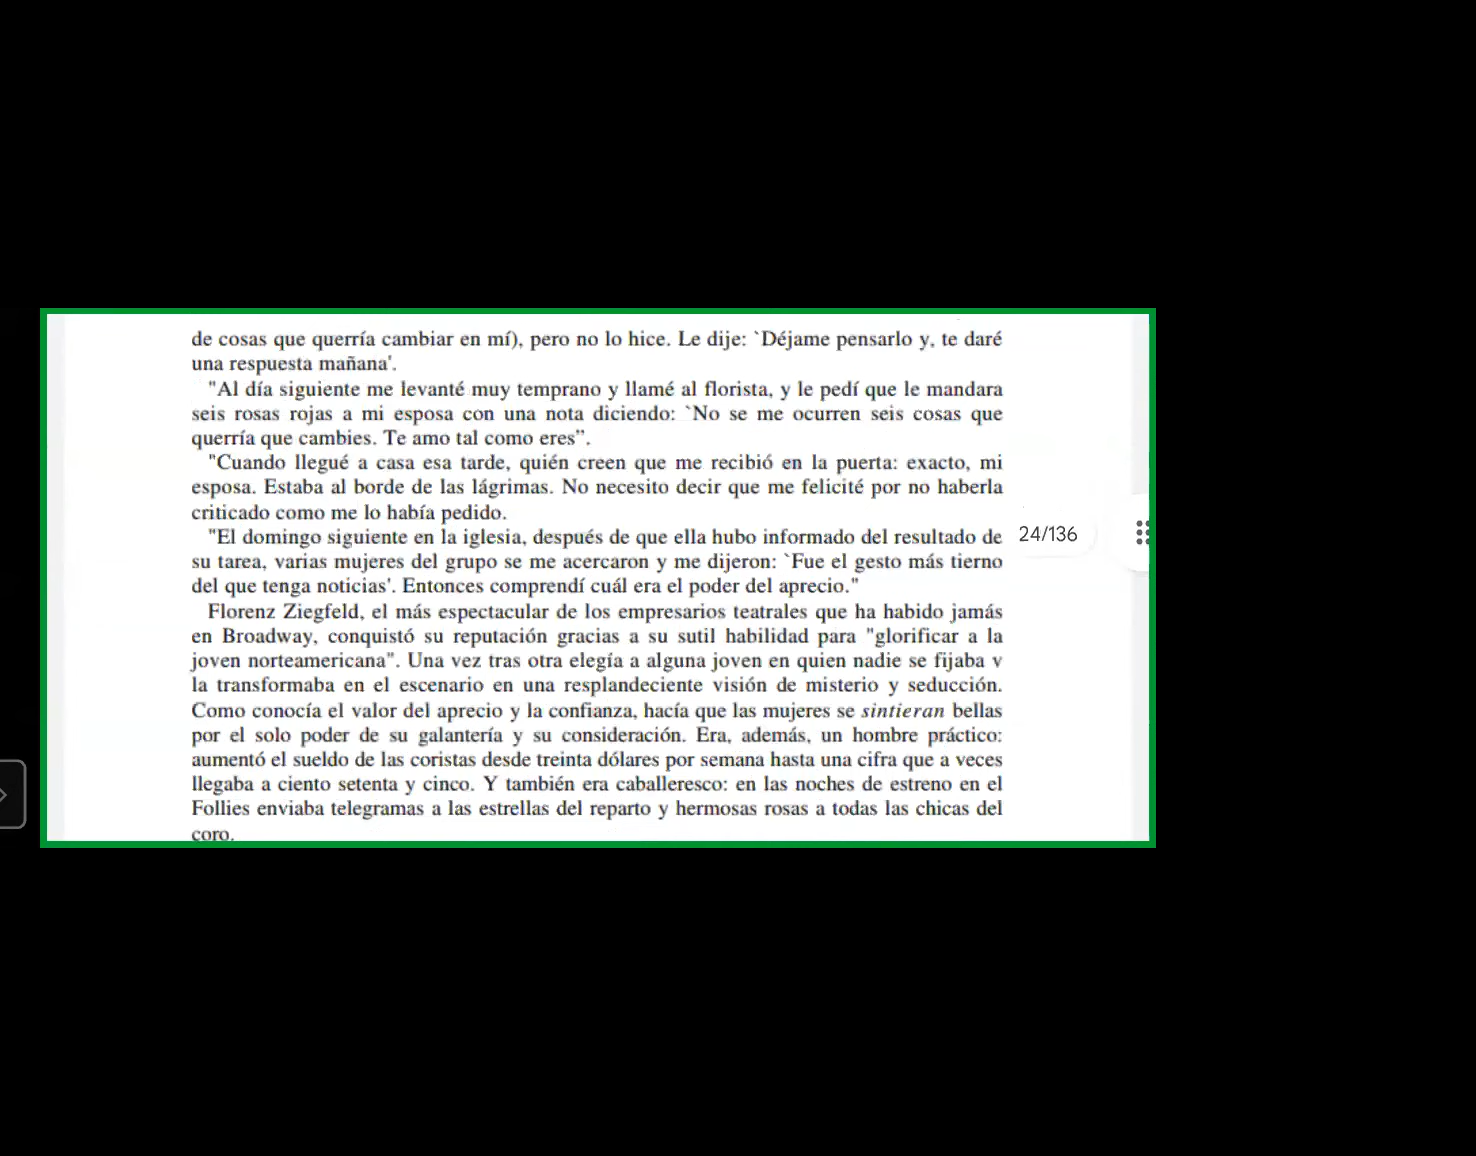 de cosas que querría cambiar en mí), pero no lo hice. Le dije: `Déjame pensarlo y, te daré
una respuesta mañana'.
"Al día siguiente me levanté muy temprano y llamé al florista, y le pedí que le mandara
seis rosas rojas a mi esposa con una nota diciendo: `No se me ocurren seis cosas que
querría que cambies. Te amo tal como eres”.
"Cuando llegué a casa esa tarde, quién creen que me recibió en la puerta: exacto, mi
esposa. Estaba al borde de las lágrimas. No necesito decir que me felicité por no haberla
criticado como me lo había pedido.
"El domingo siguiente en la iglesia, después de que ella hubo informado del resultado de
su tarea, varias mujeres del grupo se me acercaron y me dijeron: `Fue el gesto más tierno
del que tenga noticias'. Entonces comprendí cuál era el poder del aprecio."
Florenz Ziegfeld, el más espectacular de los empresarios teatrales que ha habido jamás
en Broadway, conquistó su reputación gracias a su sutil habilidad para "glorificar a la
joven norteamericana". Una vez tras otra elegía a alguna joven en quien nadie se fijaba v
la transformaba en el escenario en una resplandeciente visión de misterio y seducción.
Como conocía el valor del aprecio y la confianza, hacía que las mujeres se sintieran bellas
por el solo poder de su galantería y su consideración. Era, además, un hombre práctico:
aumentó el sueldo de las coristas desde treinta dólares por semana hasta una cifra que a veces
llegaba a ciento setenta y cinco. Y también era caballeresco: en las noches de estreno en el
Follies enviaba telegramas a las estrellas del reparto y hermosas rosas a todas las chicas del
coro.
24/136